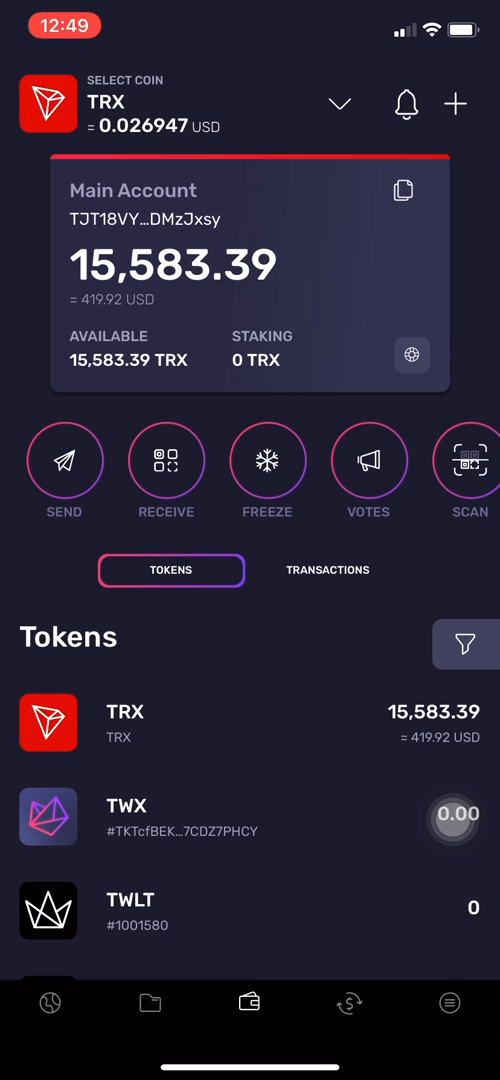 12:49
SELECT COIN
TRX
≈ 0.026947 USD
Main Account
TJT18VY...DMzJxsy
15,583.39
≈ 419.92 USD
AVAILABLE STAKING
15,583.39 TRX 0 TRX
SEND RECEIVE FREEZE VOTES SCAN
TOKENS TRANSACTIONS
Tokens
TRX 15,583.39
TRX ≈ 419.92 USD
TWX 0.00
#TKTcfBEK...7CDZ7PHCY
TWLT 0
#1001580